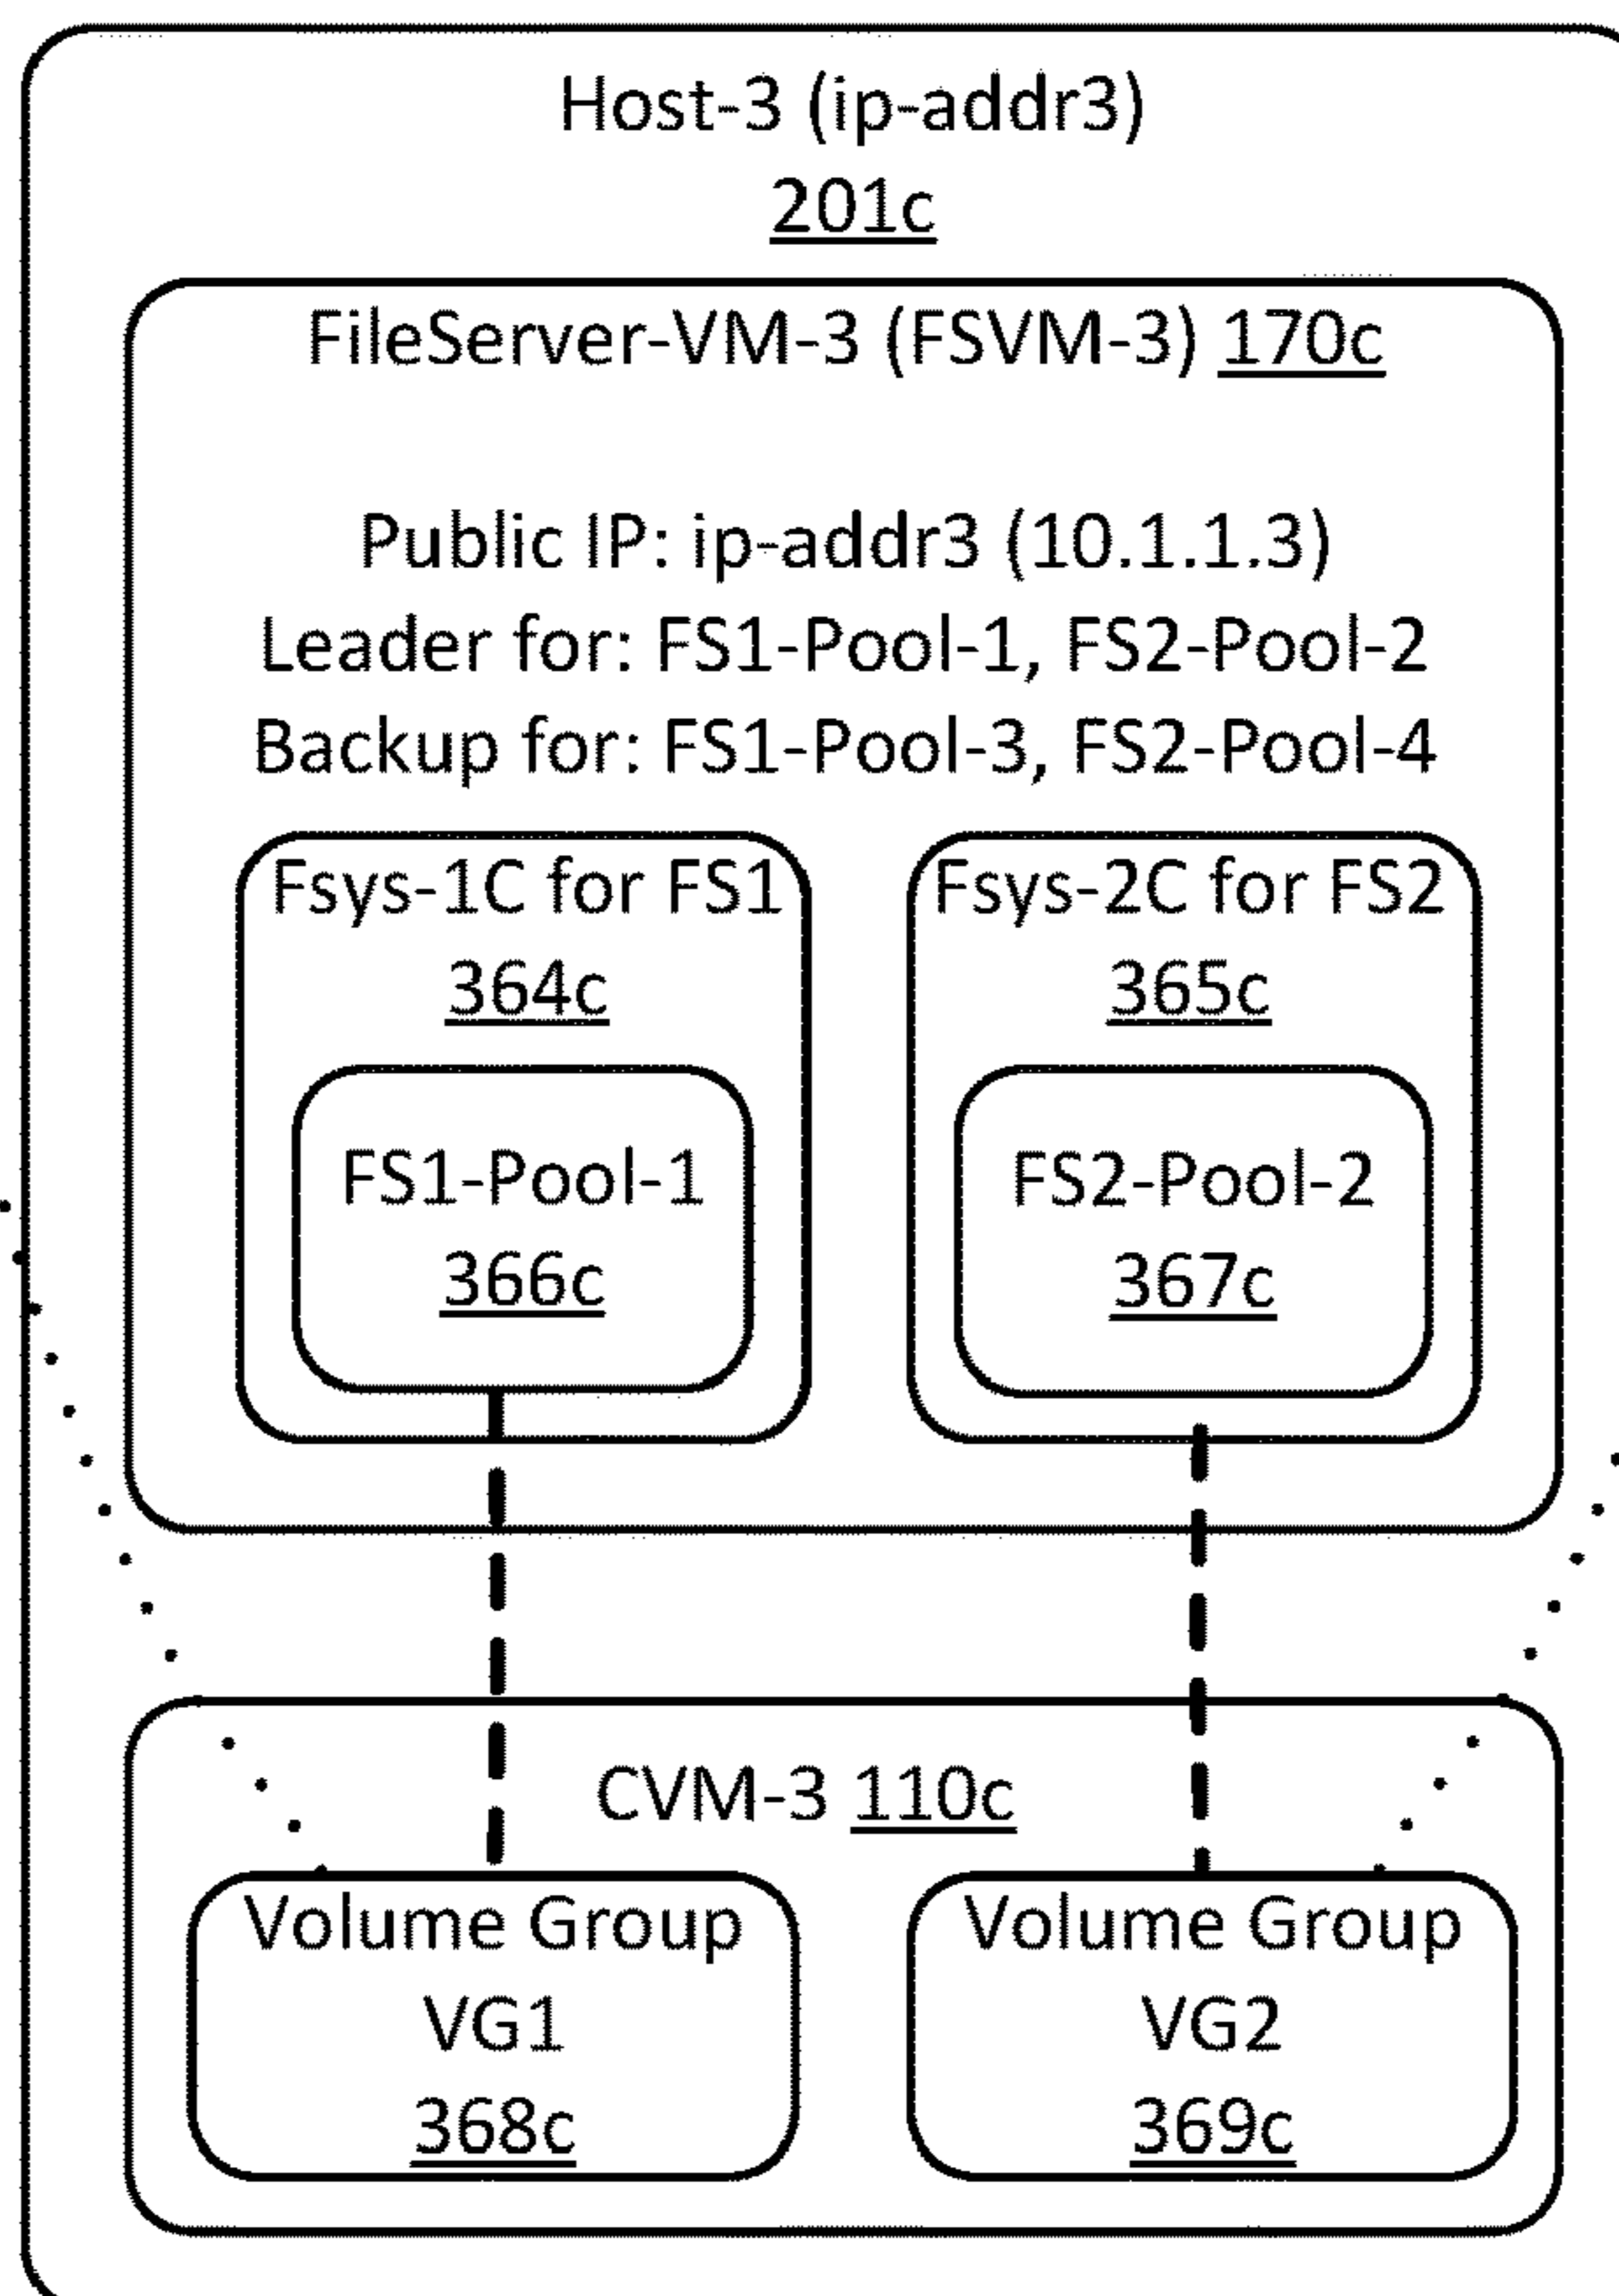 Host-3 (ip-addr3)
201c
FileServer-VM-3 (FSVM-3) 170c
Public IP: ip-addr3 (10.1.1.3)
Leader for: FS1-Pool-1, FS2-Pool-2
Backup for: FS1-Pool-3, FS2-Pool-4
Fsys-1C for FS1
364c
FS1-Pool-1
366c
Fsys-2C for FS2
365c
FS2-Pool-2
367c
CVM-3 110c
Volume Group
VG1
368c
Volume Group
VG2
369c